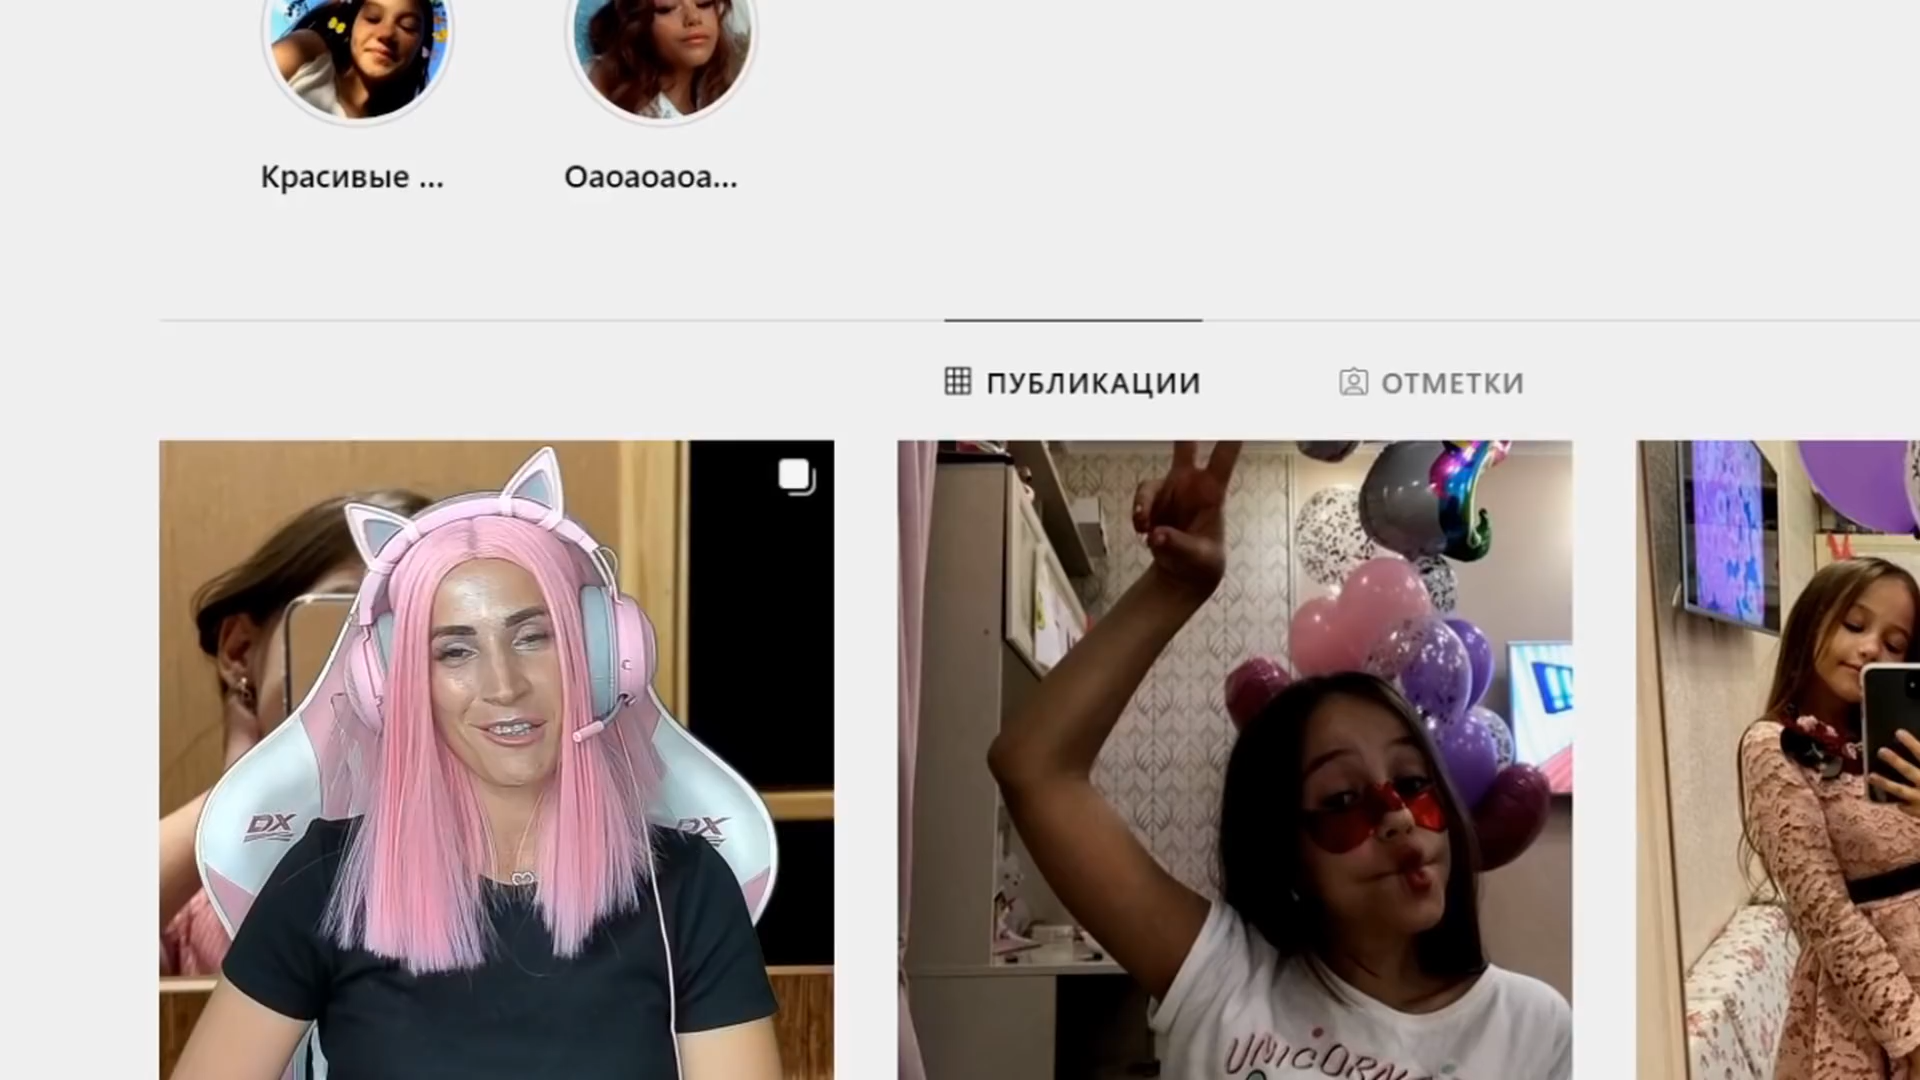 Красивые ...
Оаоаоаоа...
ПУБЛИКАЦИИ
ОТМЕТКИ
DX
DX
UNICORN